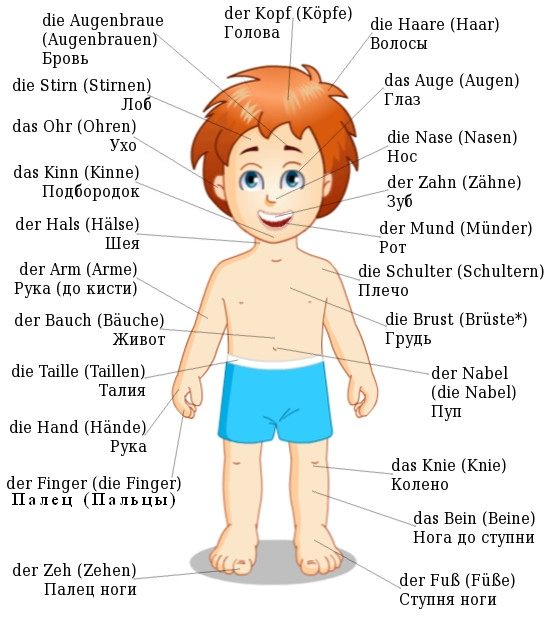 die Augenbraue
(Augenbrauen)
Бровь
die Stirn (Stirnen)
Лоб
das Ohr (Ohren)
Ухо
das Kinn (Kinne)
Подбородок
der Hals (Hälse)
Шея
der Arm (Arme)
Рука (до кисти)
der Bauch (Bäuche)
Живот
die Taille (Taillen)
Талия
die Hand (Hände)
Рука
der Finger (die Finger)
Палец (Пальцы)
der Zeh (Zehen)
Палец ноги
der Kopf (Köpfe)
Голова
die Haare (Haar)
Волосы
das Auge (Augen)
Глаз
die Nase (Nasen)
Нос
der Zahn (Zähne)
Зуб
der Mund (Münder)
Рот
die Schulter (Schultern)
Плечо
die Brust (Brüste*)
Грудь
der Nabel
(die Nabel)
Пуп
das Knie (Knie)
Колено
das Bein (Beine)
Нога до ступни
der Fuß (Füße)
Ступня ноги